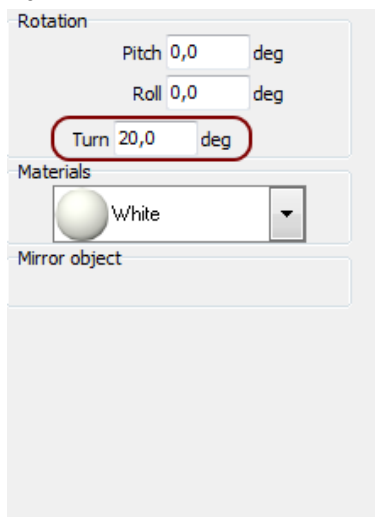 Rotation
Pitch 0,0 deg
Roll 0,0 deg
Turn 20,0 deg
Materials
White
Mirror object